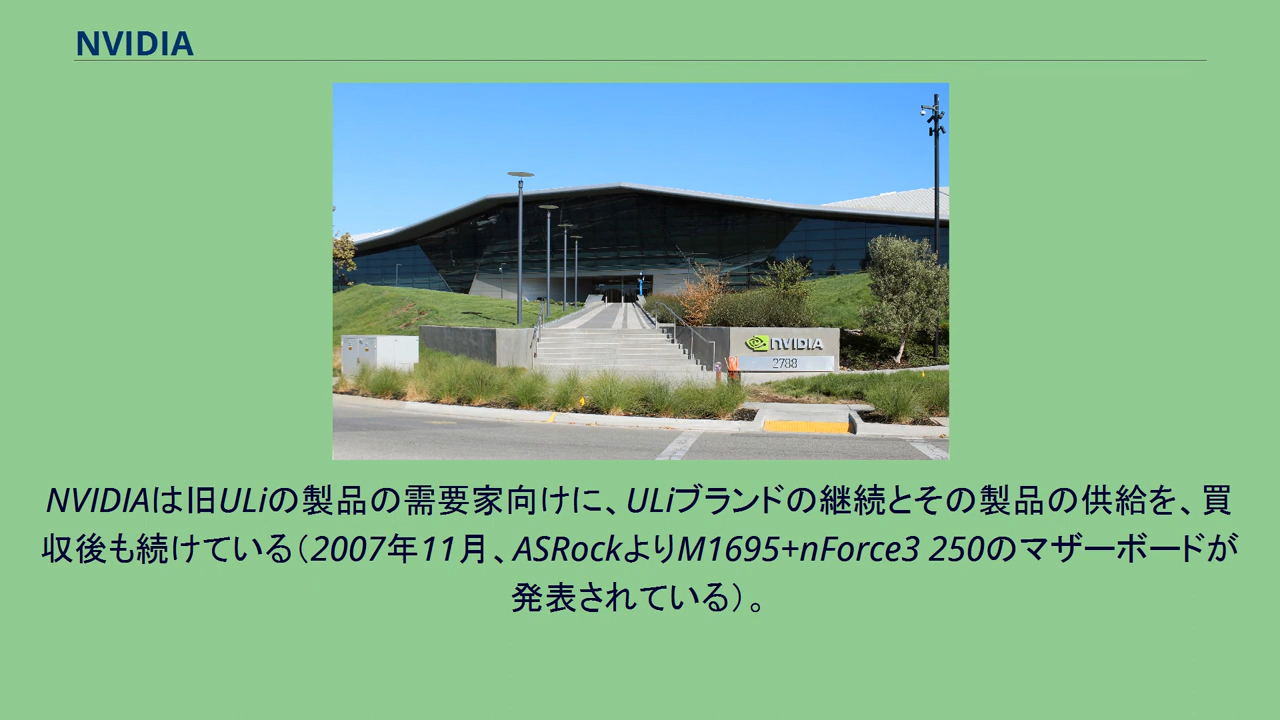 NVIDIA
NVIDIA
2788
NVIDIAは旧ULiの製品の需要家向けに、ULiブランドの継続とその製品の供給を、買
収後も続けている（2007年11月、ASRockよりM1695+nForce3 250のマザーボードが
発表されている）。